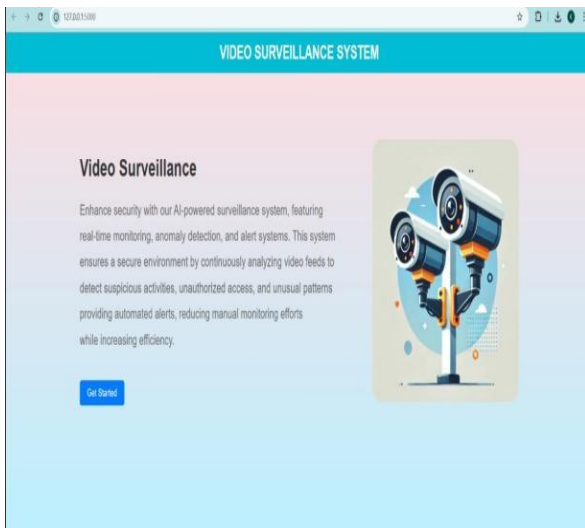 127.0.0.1:5000
VIDEO SURVEILLANCE SYSTEM
Video Surveillance
Enhance security with our AI-powered surveillance system, featuring
real-time monitoring, anomaly detection, and alert systems. This system
ensures a secure environment by continuously analyzing video feeds to
detect suspicious activities, unauthorized access, and unusual patterns
providing automated alerts, reducing manual monitoring efforts
while increasing efficiency.
Get Started